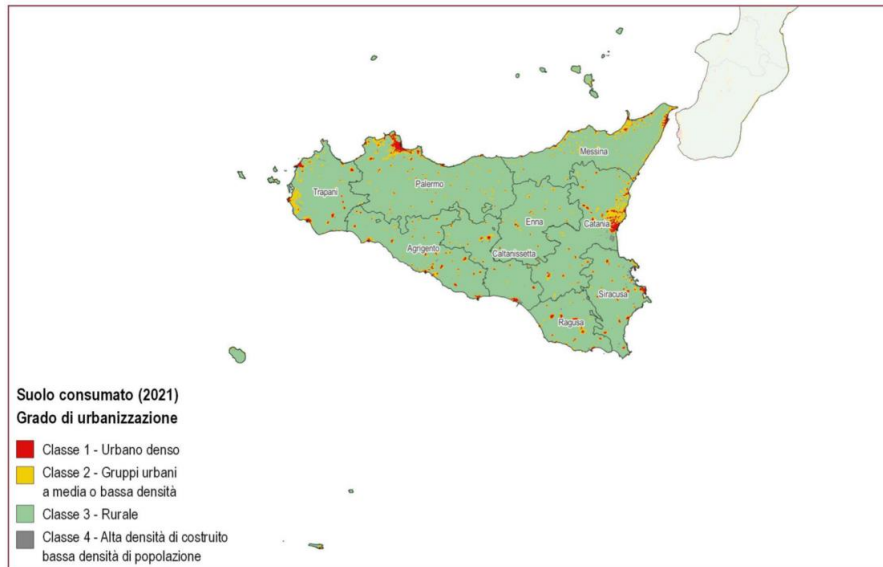 Messina
Trapani
Palermo
Enna
Catania
Agrigento
Caltanissetta
Siracusa
Ragusa
Suolo consumato (2021)
Grado di urbanizzazione
Classe 1 - Urbano denso
Classe 2 - Gruppi urbani
a media o bassa densità
Classe 3 - Rurale
Classe 4 - Alta densità di costruito
bassa densità di popolazione